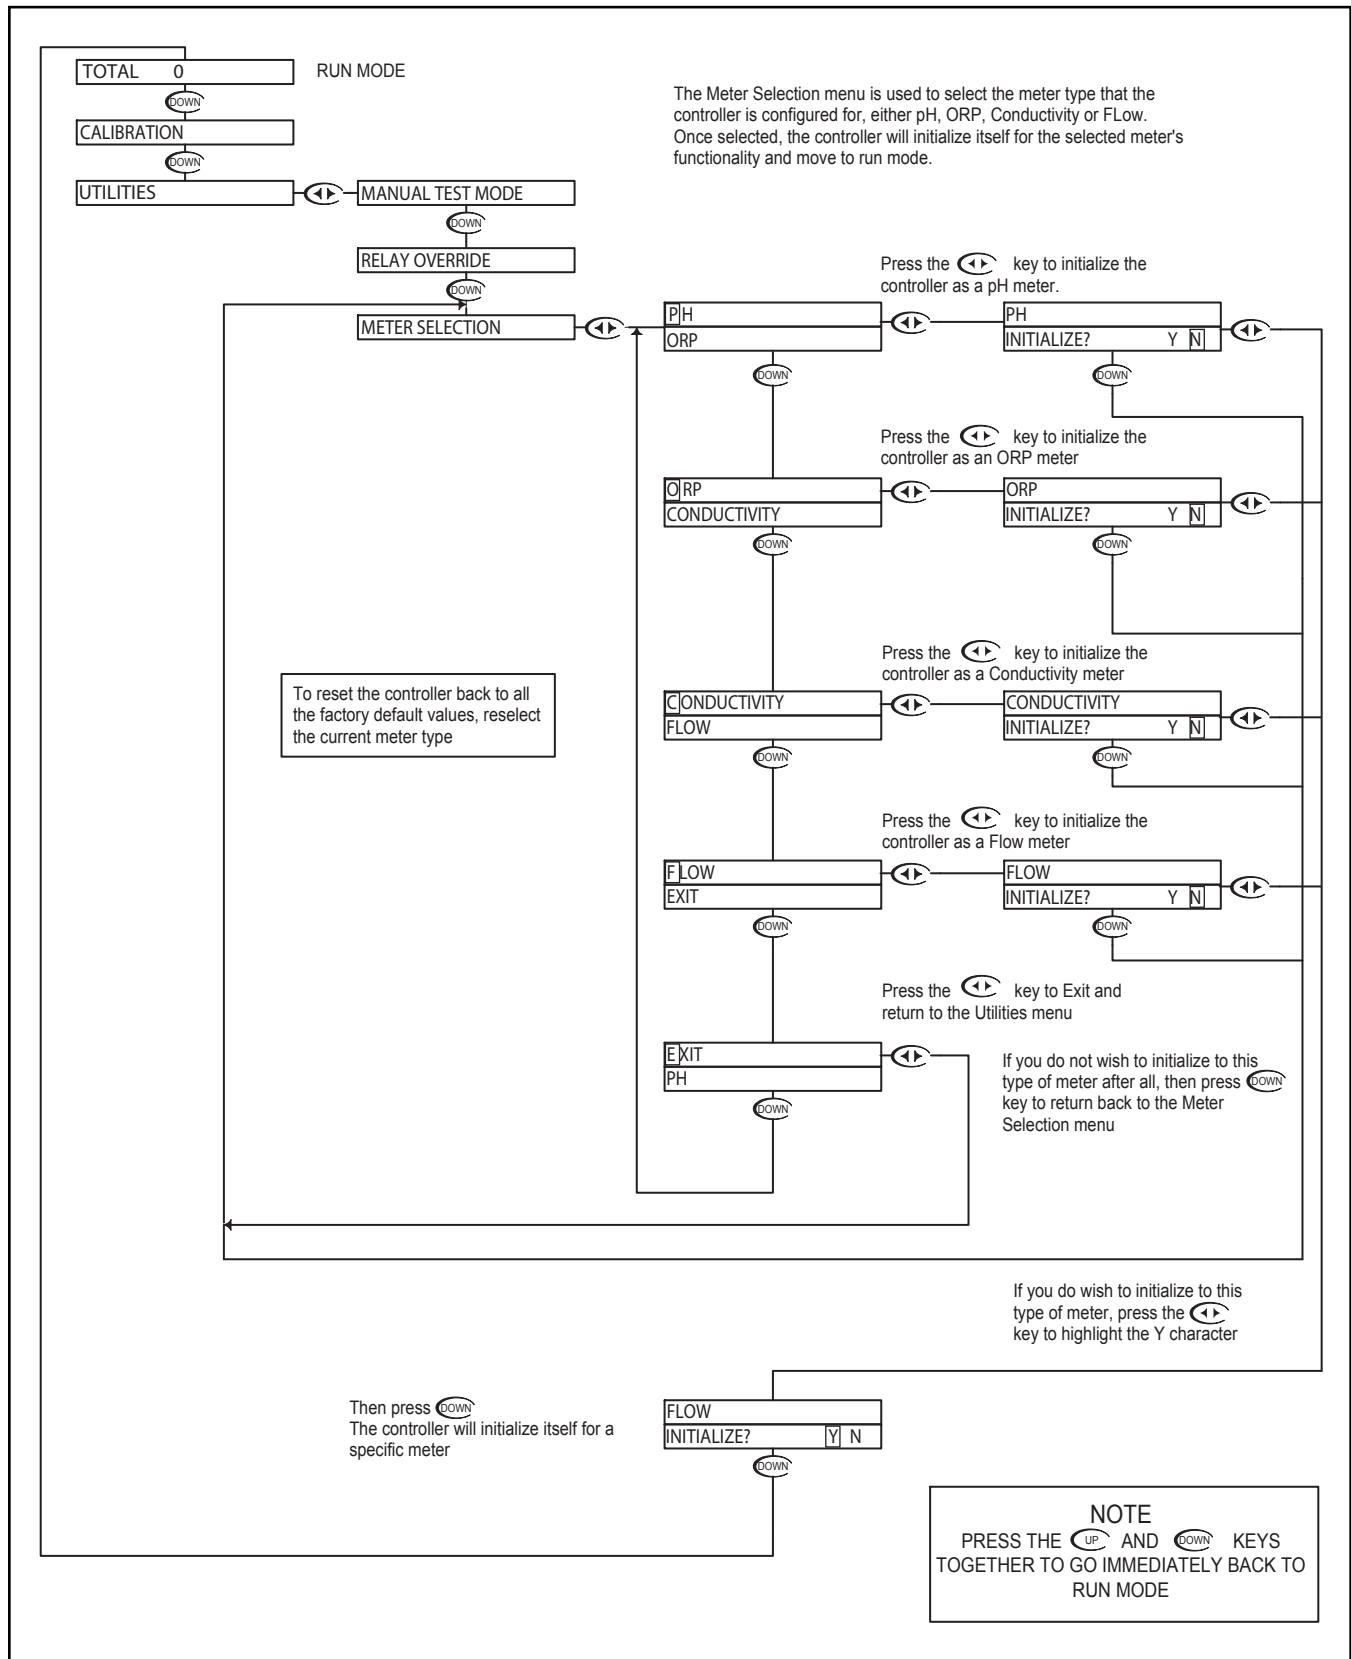 TOTAL 0
RUN MODE
DOWN
CALIBRATION
DOWN
UTILITIES
MANUAL TEST MODE
DOWN
RELAY OVERRIDE
DOWN
METER SELECTION
The Meter Selection menu is used to select the meter type that the
controller is configured for, either pH, ORP, Conductivity or FLow.
Once selected, the controller will initialize itself for the selected meter's
functionality and move to run mode.
Press the key to initialize the
controller as a pH meter.
PH
ORP
DOWN
PH
INITIALIZE? Y N
DOWN
Press the key to initialize the
controller as an ORP meter
ORP
CONDUCTIVITY
DOWN
ORP
INITIALIZE? Y N
DOWN
Press the key to initialize the
controller as a Conductivity meter
CONDUCTIVITY
FLOW
DOWN
CONDUCTIVITY
INITIALIZE? Y N
DOWN
To reset the controller back to all
the factory default values, reselect
the current meter type
Press the key to initialize the
controller as a Flow meter
FLOW
EXIT
DOWN
FLOW
INITIALIZE? Y N
DOWN
Press the key to Exit and
return to the Utilities menu
EXIT
PH
DOWN
If you do not wish to initialize to this
type of meter after all, then press DOWN
key to return back to the Meter
Selection menu
If you do wish to initialize to this
type of meter, press the
key to highlight the Y character
Then press DOWN
The controller will initialize itself for a
specific meter
FLOW
INITIALIZE? Y N
DOWN
NOTE
PRESS THE UP AND DOWN KEYS
TOGETHER TO GO IMMEDIATELY BACK TO
RUN MODE